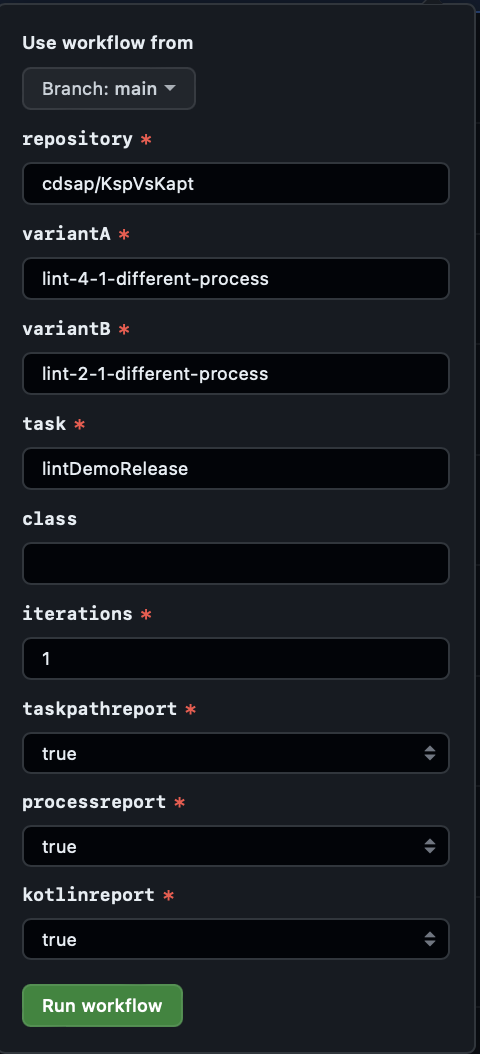 Use workflow from
Branch: main
repository *
cdsap/KspVsKapt
variantA *
lint-4-1-different-process
variantB *
lint-2-1-different-process
task *
lintDemoRelease
class
iterations *
1
taskpathreport *
true
processreport *
true
kotlinreport *
true
Run workflow